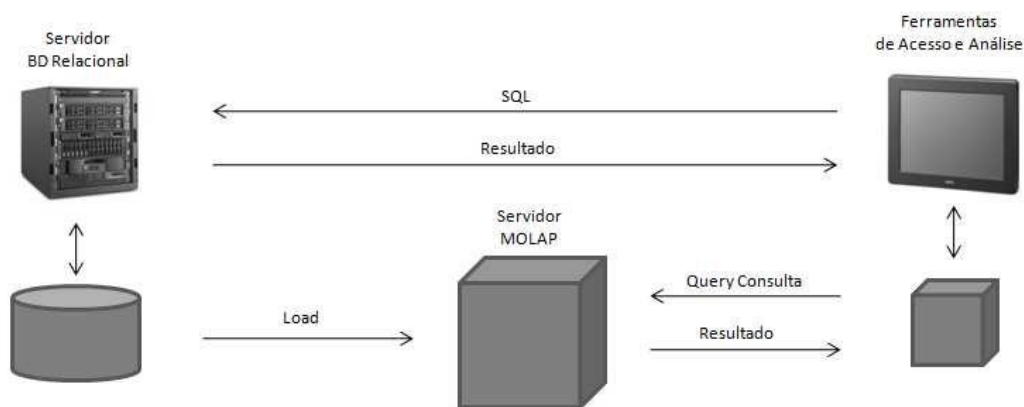 Servidor
BD Relacional
Ferramentas
de Acesso e Análise
SQL
Resultado
Servidor
MOLAP
Query Consulta
Load
Resultado